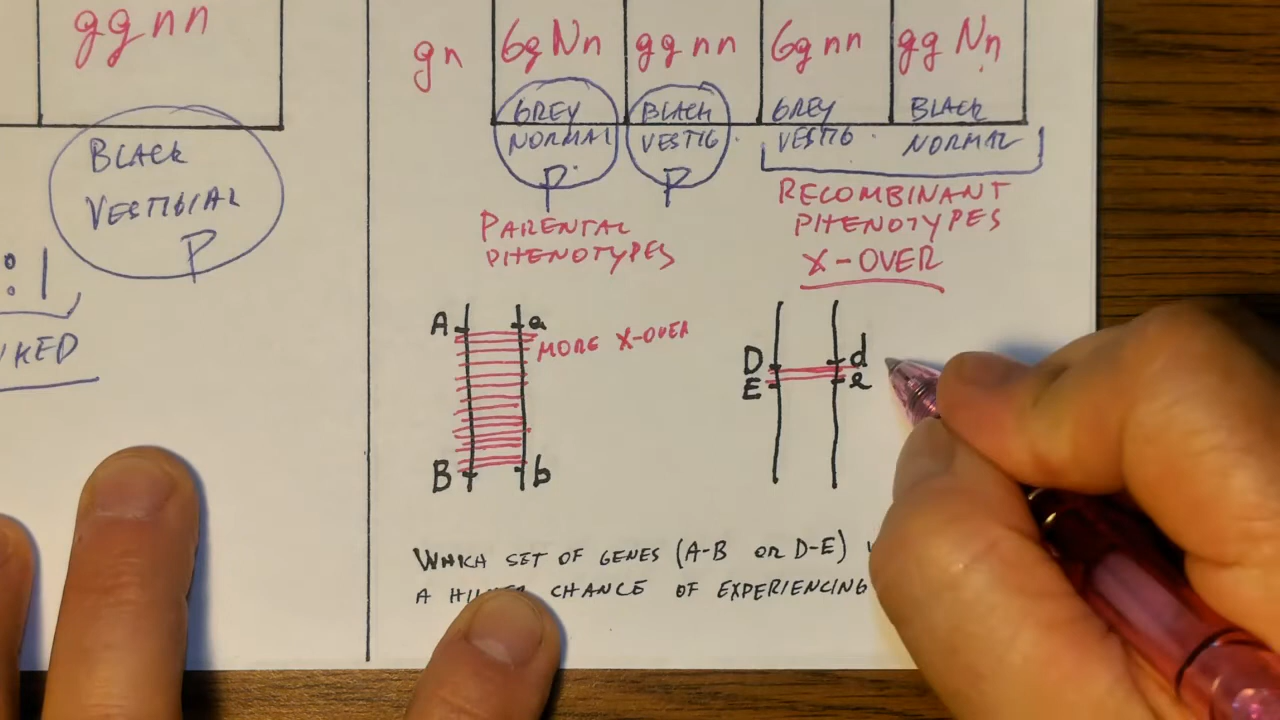 ggnn
BLACK
VESTIGIAL
P
:1
KED
gn
GgNn
ggnn
Ggnn
ggNn
GREY
NORMAL
P
BLACK
VESTIG
P
GREY
VESTIG
BLACK
NORMAL
PARENTAL
PHENOTYPES
RECOMBINANT
PHENOTYPES
X-OVER
A a
MORE X-OVER
B b
D d
E e
WHICH SET OF GENES (A-B OR D-E)
A CHANCE OF EXPERIENCING